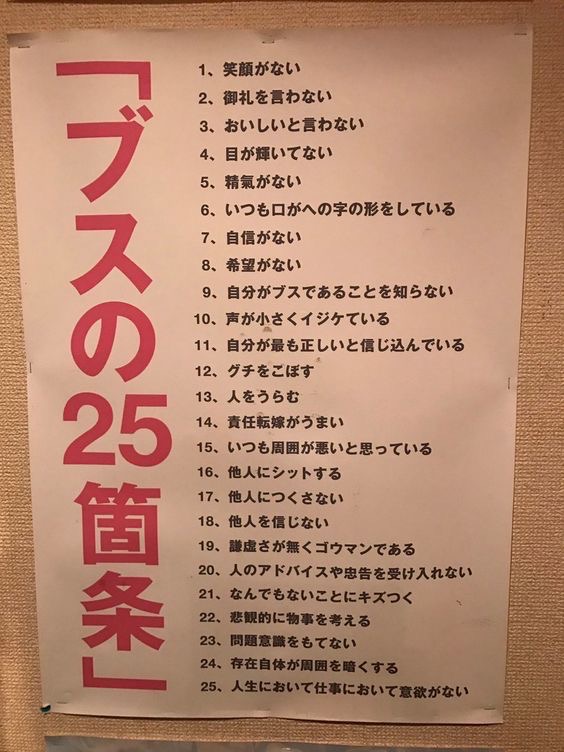 「ブスの25箇条」
1、笑顔がない
2、御礼を言わない
3、おいしいと言わない
4、目が輝いてない
5、精氣がない
6、いつも口がへの字の形をしている
7、自信がない
8、希望がない
9、自分がブスであることを知らない
10、声が小さくイジケている
11、自分が最も正しいと信じ込んでいる
12、グチをこぼす
13、人をうらむ
14、責任転嫁がうまい
15、いつも周囲が悪いと思っている
16、他人にシットする
17、他人につくさない
18、他人を信じない
19、謙虚さが無くゴウマンである
20、人のアドバイスや忠告を受け入れない
21、なんでもないことにキズつく
22、悲観的に物事を考える
23、問題意識をもてない
24、存在自体が周囲を暗くする
25、人生において仕事において意欲がない